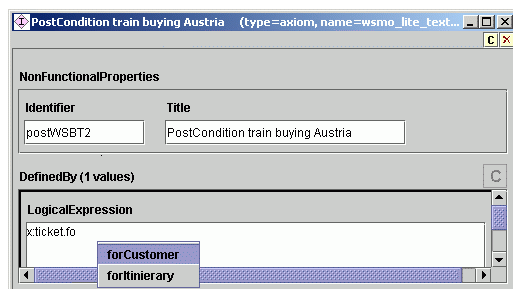 PostCondition train buying Austria (type=axiom, name=wsmo_lite_text...
C
NonFunctionalProperties
Identifier Title
postWSBT2 PostCondition train buying Austria
DefinedBy (1 values) C
LogicalExpression
x:ticket.fo
forCustomer
forItinierary